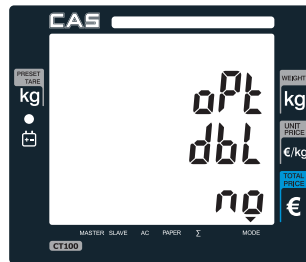 CAS
PRESET TARE
kg
oPt
dbL
no
WEIGHT
kg
UNIT PRICE
€/kg
TOTAL PRICE
€
MASTER SLAVE AC PAPER Σ MODE
CT100